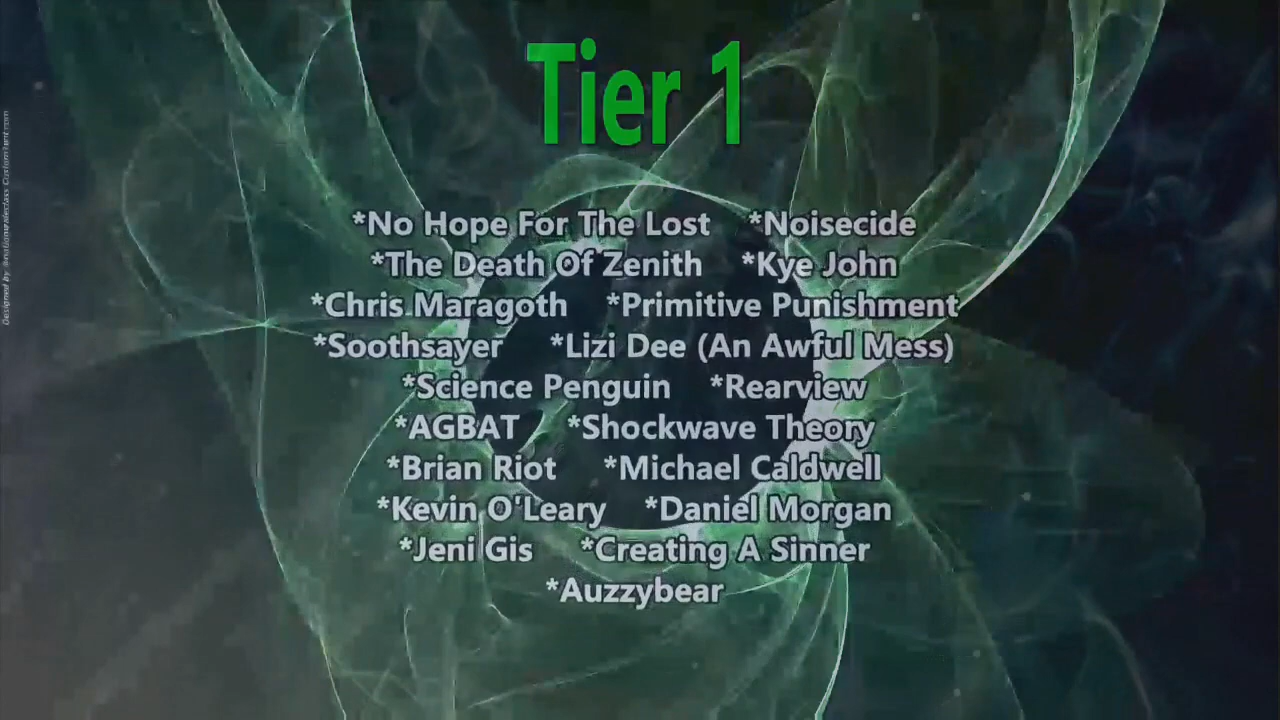 Tier 1
*No Hope For The Lost *Noisecide
*The Death Of Zenith *Kye John
*Chris Maragoth *Primitive Punishment
*Soothsayer *Lizi Dee (An Awful Mess)
*Science Penguin *Rearview
*AGBAT *Shockwave Theory
*Brian Riot *Michael Caldwell
*Kevin O'Leary *Daniel Morgan
*Jeni Gis *Creating A Sinner
*Auzzybear
Designed by